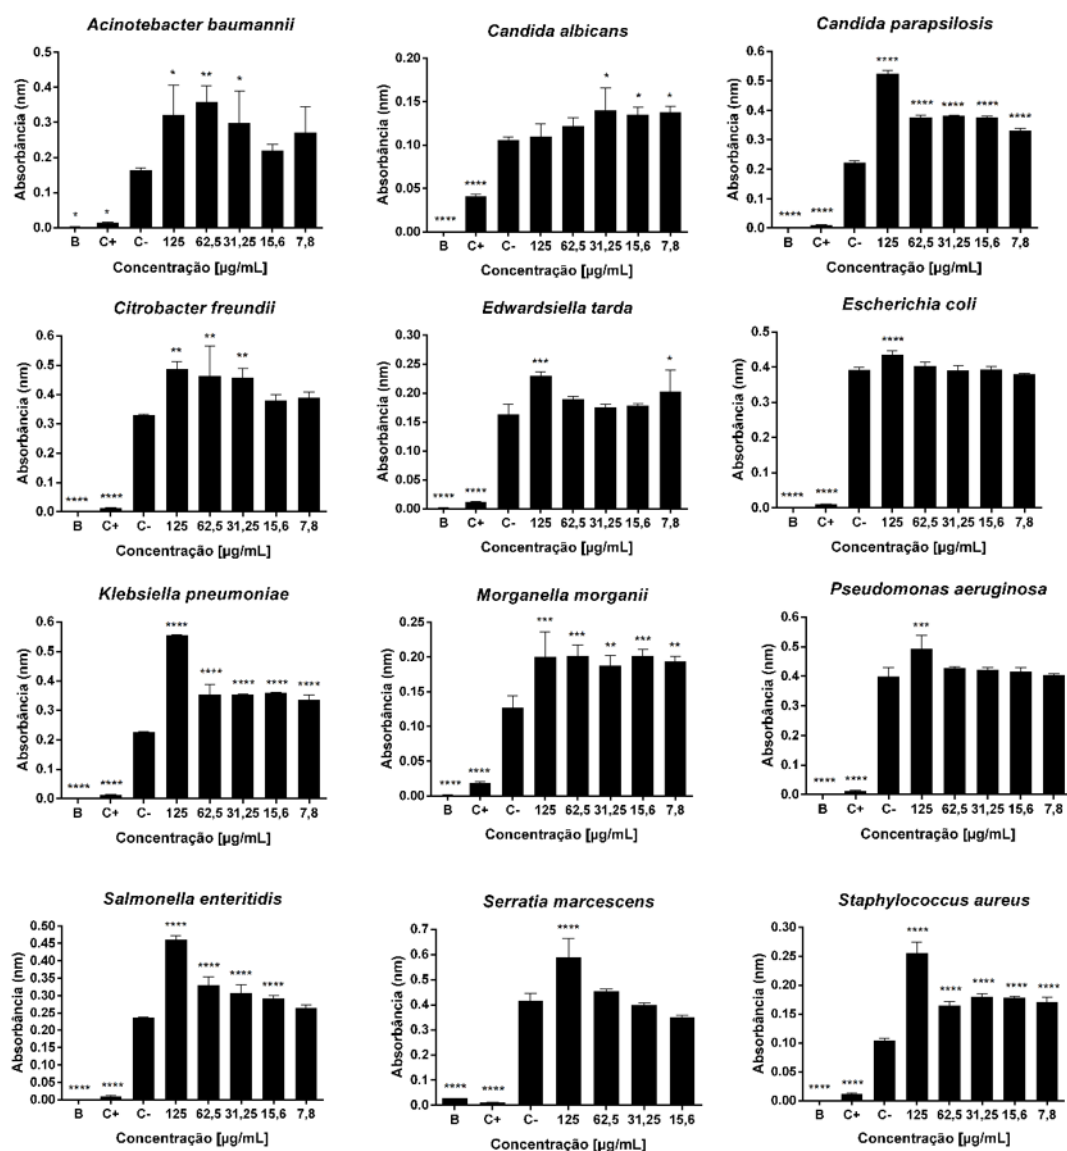 Acinotebacter baumannii
Absorbância (nm)
0.5
0.4
0.3
0.2
0.1
0.0
* * * ** *
B C+ C- 125 62,5 31,25 15,6 7,8
Concentração [µg/mL]
Candida albicans
Absorbância (nm)
0.15
0.10
0.05
0.00
**** **** * * *
B C+ C- 125 62,5 31,25 15,6 7,8
Concentração [µg/mL]
Candida parapsilosis
Absorbância (nm)
0.6
0.5
0.4
0.3
0.2
0.1
0.0
**** **** **** **** **** **** ****
B C+ C- 125 62,5 31,25 15,6 7,8
Concentração [µg/mL]
Citrobacter freundii
Absorbância (nm)
0.6
0.5
0.4
0.3
0.2
0.1
0.0
**** **** ** ** **
B C+ C- 125 62,5 31,25 15,6 7,8
Concentração [µg/mL]
Edwardsiella tarda
Absorbância (nm)
0.30
0.25
0.20
0.15
0.10
0.05
0.00
**** **** *** *
B C+ C- 125 62,5 31,25 15,6 7,8
Concentração [µg/mL]
Escherichia coli
Absorbância (nm)
0.5
0.4
0.3
0.2
0.1
0.0
**** **** ****
B C+ C- 125 62,5 31,25 15,6 7,8
Concentração [µg/mL]
Klebsiella pneumoniae
Absorbância (nm)
0.6
0.5
0.4
0.3
0.2
0.1
0.0
**** **** **** **** **** **** ****
B C+ C- 125 62,5 31,25 15,6 7,8
Concentração [µg/mL]
Morganella morganii
Absorbância (nm)
0.25
0.20
0.15
0.10
0.05
0.00
**** **** *** *** ** *** **
B C+ C- 125 62,5 31,25 15,6 7,8
Concentração [µg/mL]
Pseudomonas aeruginosa
Absorbância (nm)
0.6
0.5
0.4
0.3
0.2
0.1
0.0
**** **** ***
B C+ C- 125 62,5 31,25 15,6 7,8
Concentração [µg/mL]
Salmonella enteritidis
Absorbância (nm)
0.50
0.45
0.40
0.35
0.30
0.25
0.20
0.15
0.10
0.05
0.00
**** **** **** **** **** ****
B C+ C- 125 62,5 31,25 15,6 7,8
Concentração [µg/mL]
Serratia marcescens
Absorbância (nm)
0.7
0.6
0.5
0.4
0.3
0.2
0.1
0.0
**** **** ****
B C+ C- 125 62,5 31,25 15,6
Concentração [µg/mL]
Staphylococcus aureus
Absorbância (nm)
0.30
0.25
0.20
0.15
0.10
0.05
0.00
**** **** **** **** **** **** ****
B C+ C- 125 62,5 31,25 15,6 7,8
Concentração [µg/mL]